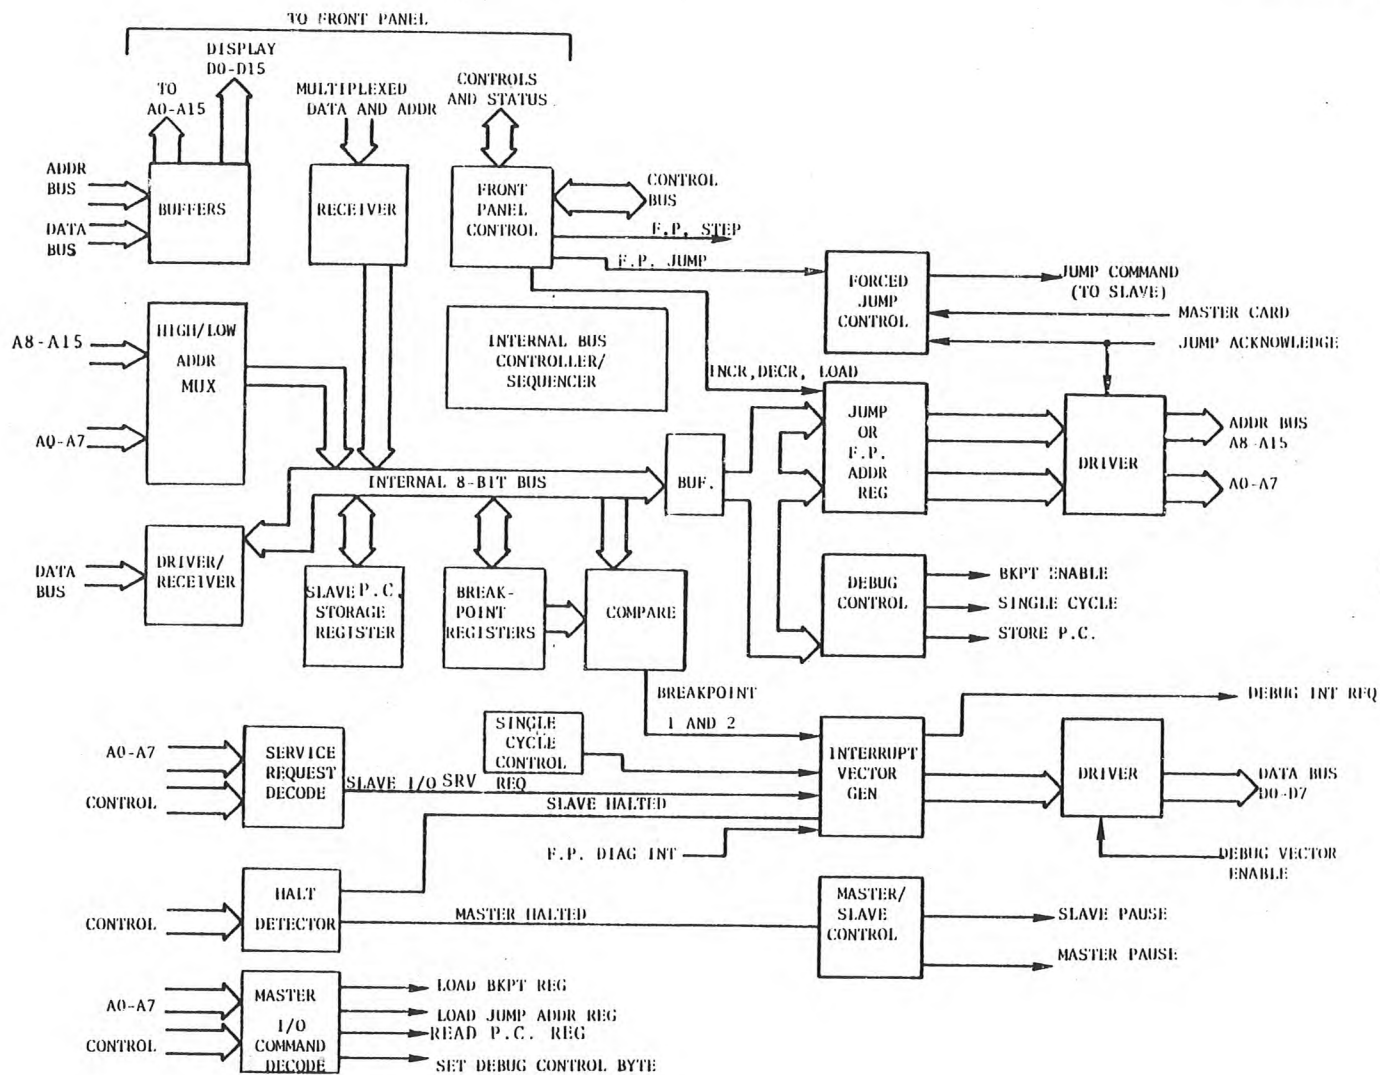 TO FRONT PANEL
DISPLAY
D0-D15
TO
A0-A15
MULTIPLEXED
DATA AND ADDR
CONTROLS
AND STATUS
ADDR
BUS
DATA
BUS
BUFFERS
RECEIVER
FRONT
PANEL
CONTROL
CONTROL
BUS
F.P. STEP
F.P. JUMP
FORCED
JUMP
CONTROL
JUMP COMMAND
(TO SLAVE)
MASTER CARD
JUMP ACKNOWLEDGE
A8-A15
A0-A7
HIGH/LOW
ADDR
MUX
INTERNAL BUS
CONTROLLER/
SEQUENCER
INCR,DECR, LOAD
JUMP
OR
F.P.
ADDR
REG
DRIVER
ADDR BUS
A8-A15
A0-A7
INTERNAL 8-BIT BUS
BUF.
DATA
BUS
DRIVER/
RECEIVER
SLAVE P.C.
STORAGE
REGISTER
BREAK-
POINT
REGISTERS
COMPARE
DEBUG
CONTROL
BKPT ENABLE
SINGLE CYCLE
STORE P.C.
BREAKPOINT
1 AND 2
DEBUG INT REQ
A0-A7
CONTROL
SERVICE
REQUEST
DECODE
SINGLE
CYCLE
CONTROL
SLAVE I/O SRV REQ
SLAVE HALTED
F.P. DIAG INT
INTERRUPT
VECTOR
GEN
DRIVER
DATA BUS
D0-D7
DEBUG VECTOR
ENABLE
CONTROL
HALT
DETECTOR
MASTER HALTED
MASTER/
SLAVE
CONTROL
SLAVE PAUSE
MASTER PAUSE
A0-A7
CONTROL
MASTER
I/O
COMMAND
DECODE
LOAD BKPT REG
LOAD JUMP ADDR REG
READ P.C. REG
SET DEBUG CONTROL BYTE